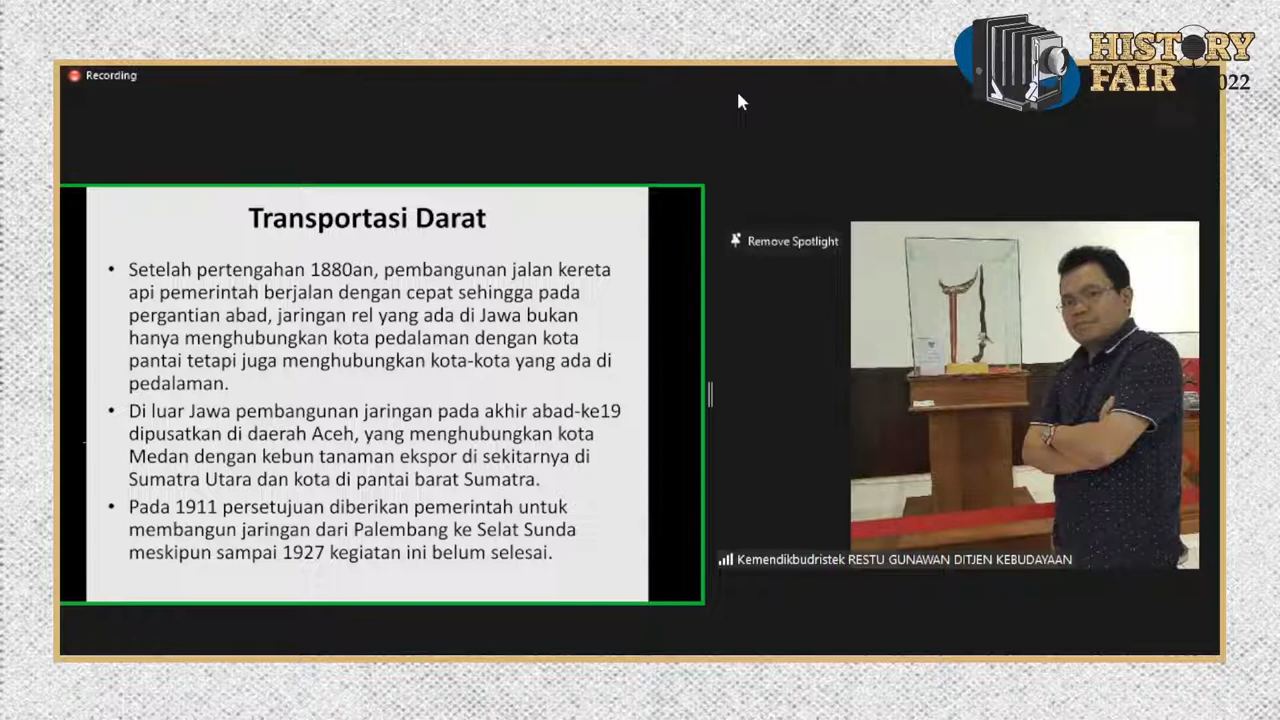 HISTORY
FAIR 2022
Recording
Transportasi Darat
• Setelah pertengahan 1880an, pembangunan jalan kereta
api pemerintah berjalan dengan cepat sehingga pada
pergantian abad, jaringan rel yang ada di Jawa bukan
hanya menghubungkan kota pedalaman dengan kota
pantai tetapi juga menghubungkan kota-kota yang ada di
pedalaman.
• Di luar Jawa pembangunan jaringan pada akhir abad-ke19
dipusatkan di daerah Aceh, yang menghubungkan kota
Medan dengan kebun tanaman ekspor di sekitarnya di
Sumatra Utara dan kota di pantai barat Sumatra.
• Pada 1911 persetujuan diberikan pemerintah untuk
membangun jaringan dari Palembang ke Selat Sunda
meskipun sampai 1927 kegiatan ini belum selesai.
Remove Spotlight
Kemendikbudristek RESTU GUNAWAN DITJEN KEBUDAYAAN